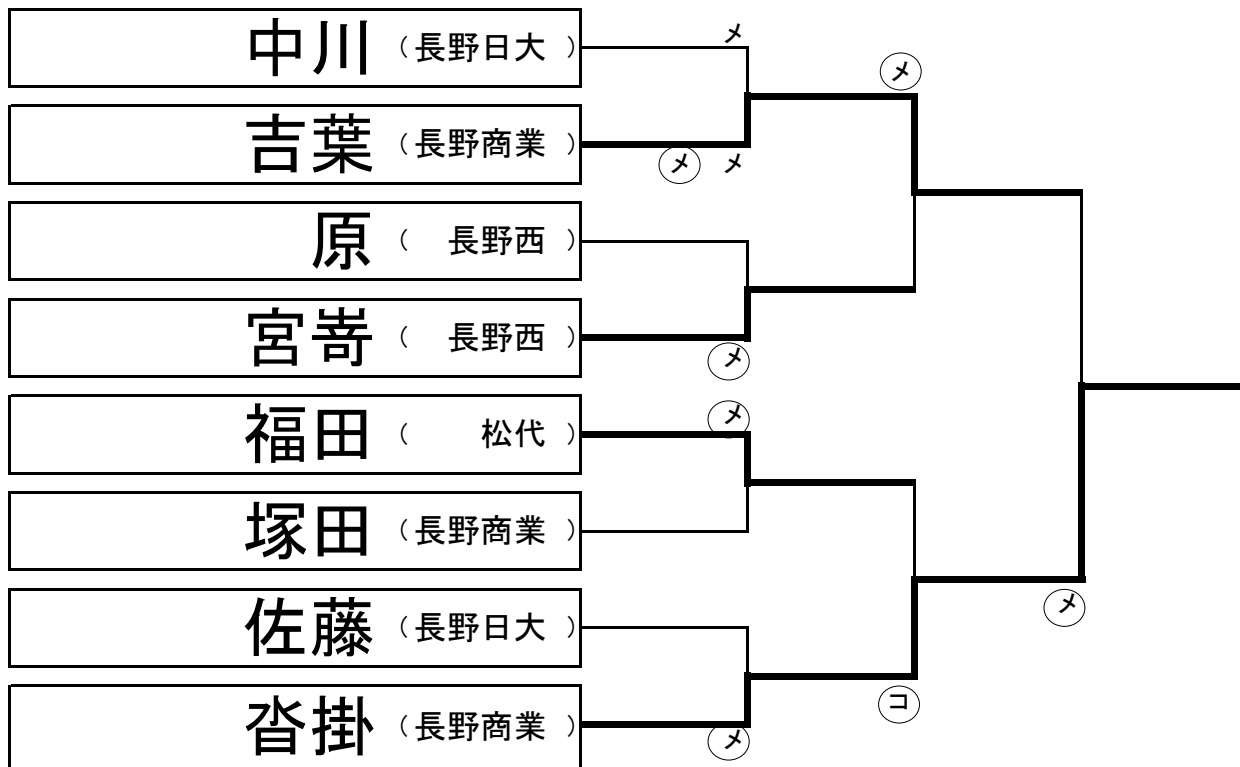 中川 （長野日大 ）
メ
メ
吉葉 （長野商業 ）
メ メ
原 （ 長野西 ）
宮嵜 （ 長野西 ）
メ
メ
福田 （ 松代 ）
塚田 （長野商業 ）
佐藤 （長野日大 ）
メ
コ
沓掛 （長野商業 ）
メ